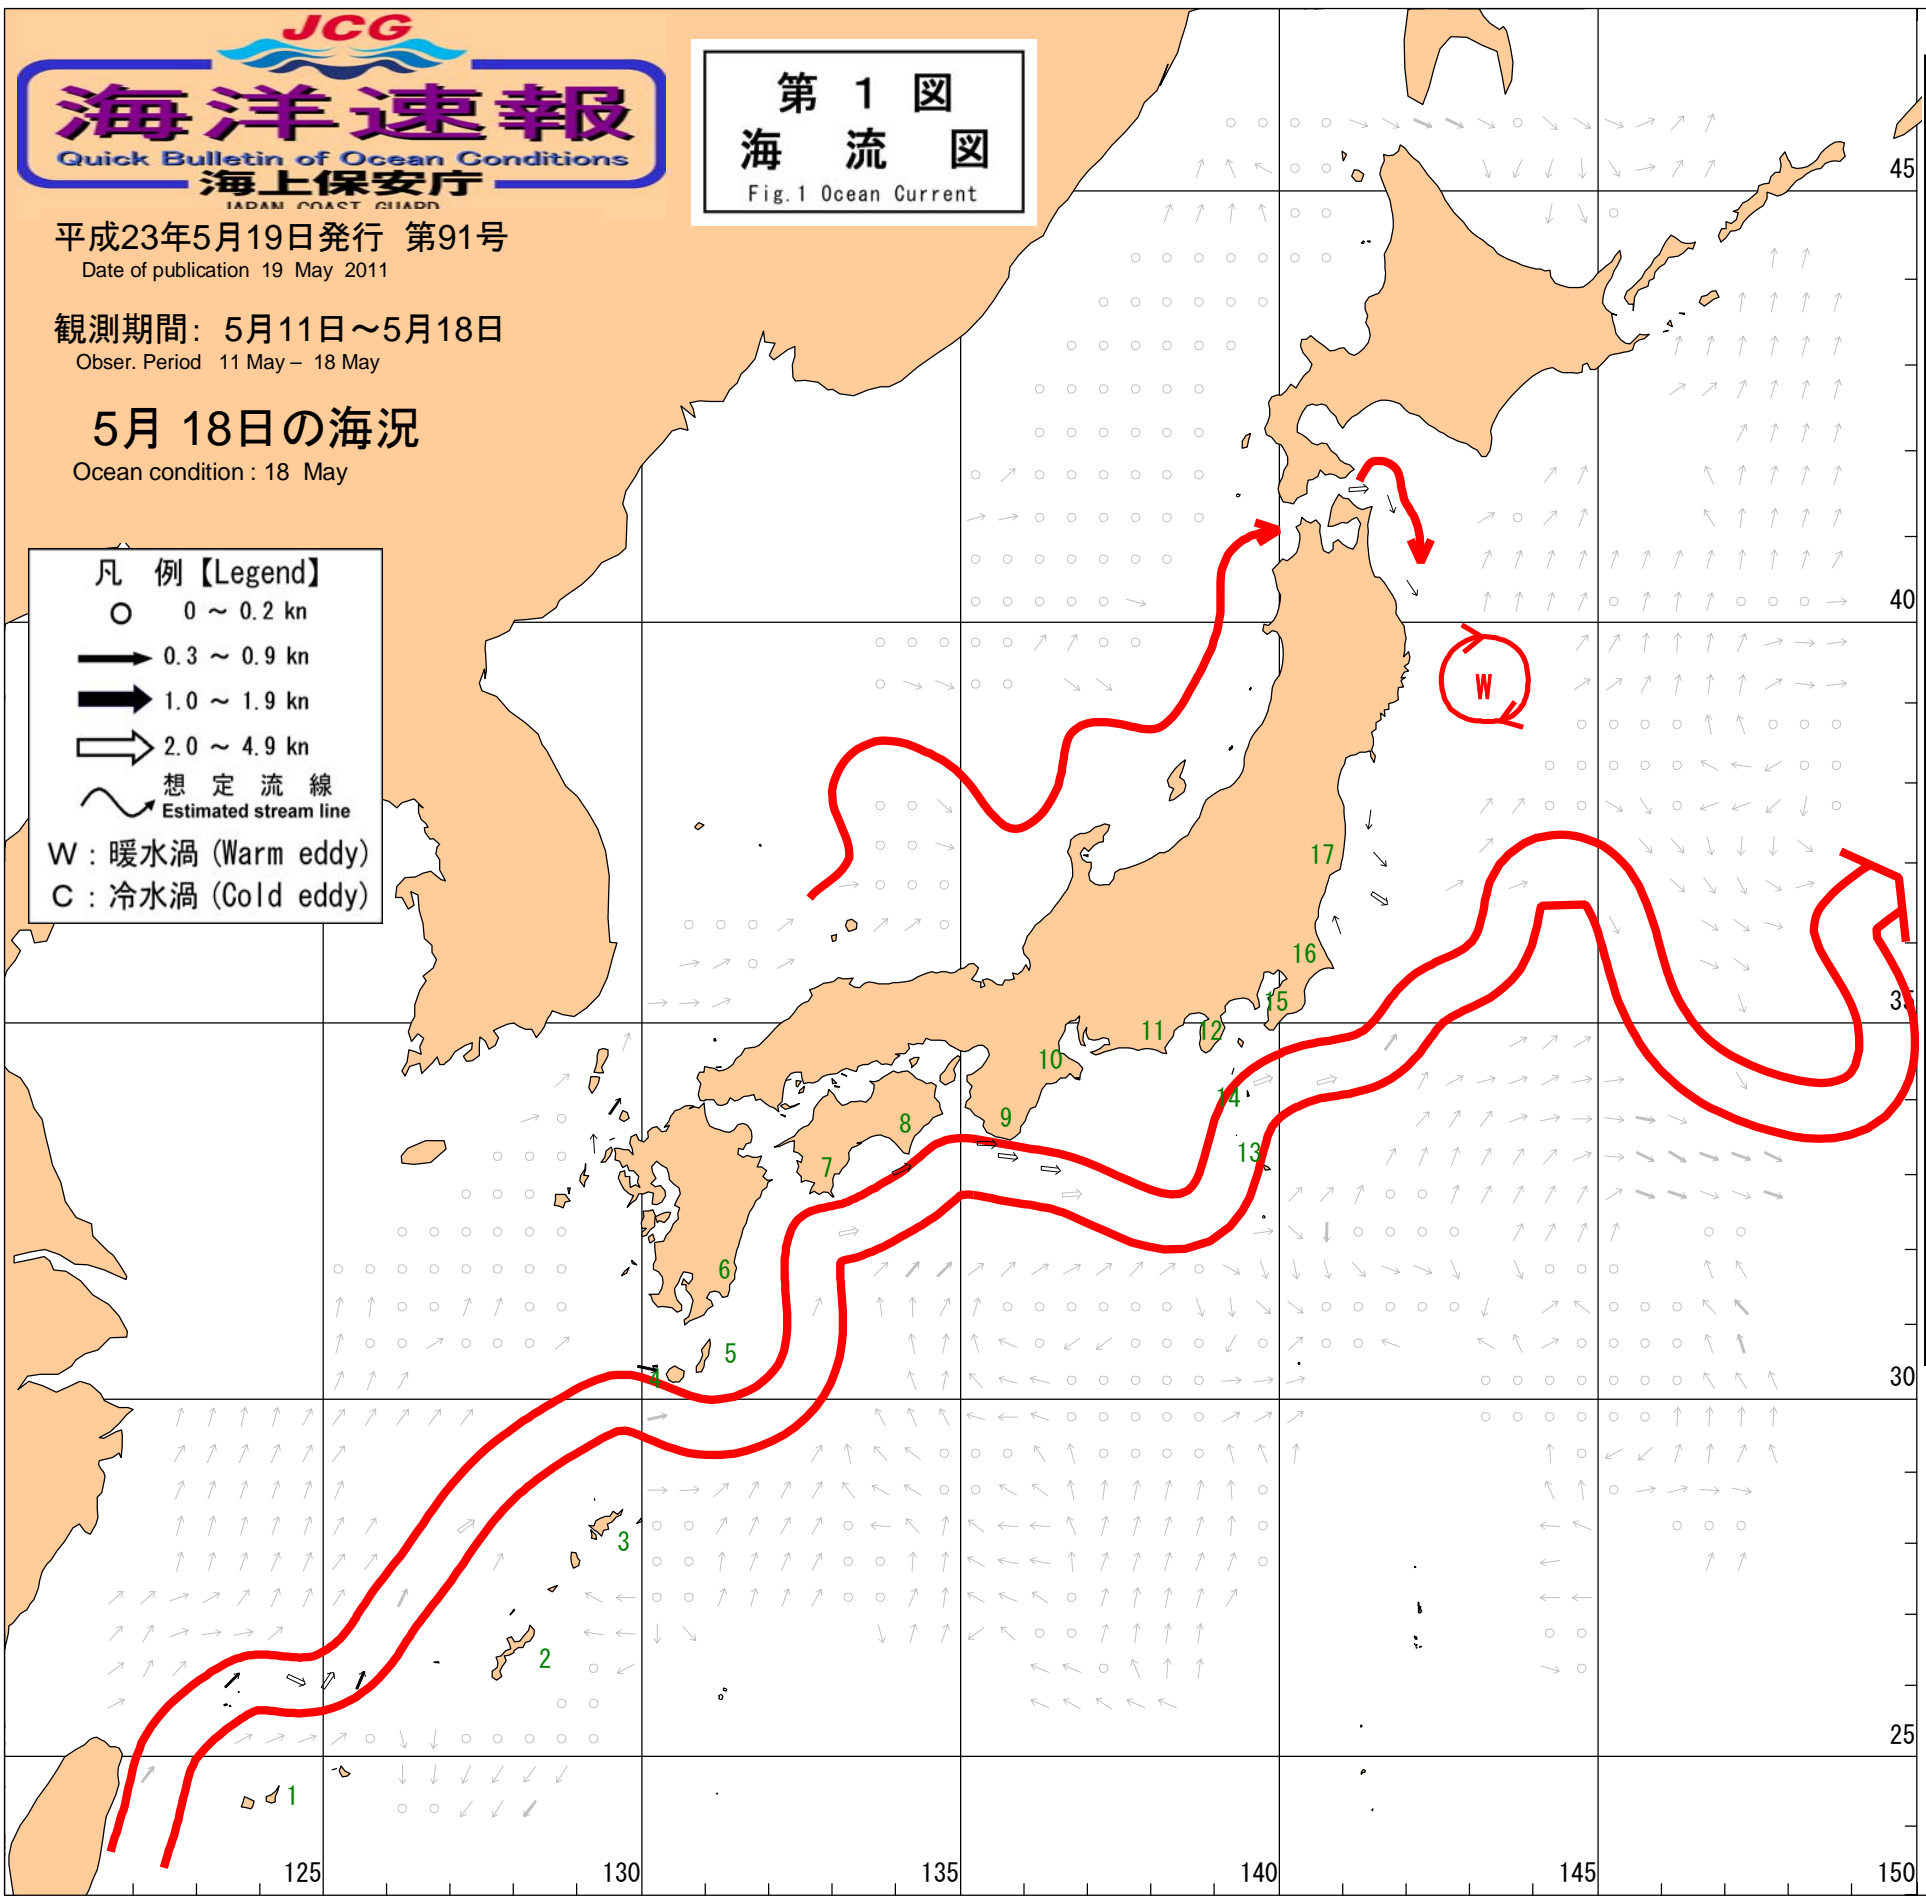 JCG
海洋速報
Quick Bulletin of Ocean Conditions
海上保安庁
JAPAN COAST GUARD
第 1 図
海 流 図
Fig.1 Ocean Current
平成23年5月19日発行 第91号
Date of publication 19 May 2011
観測期間: 5月11日～5月18日
Obser. Period 11 May – 18 May
5月 18日の海況
Ocean condition : 18 May
凡 例【Legend】
0 ～ 0.2 kn
0.3 ～ 0.9 kn
1.0 ～ 1.9 kn
2.0 ～ 4.9 kn
想 定 流 線
Estimated stream line
W : 暖水渦 (Warm eddy)
C : 冷水渦 (Cold eddy)
45
40
W
17
16
35
15
11
12
10
14
9
8
13
7
6
5
4
30
3
2
25
1
125
130
135
140
145
150